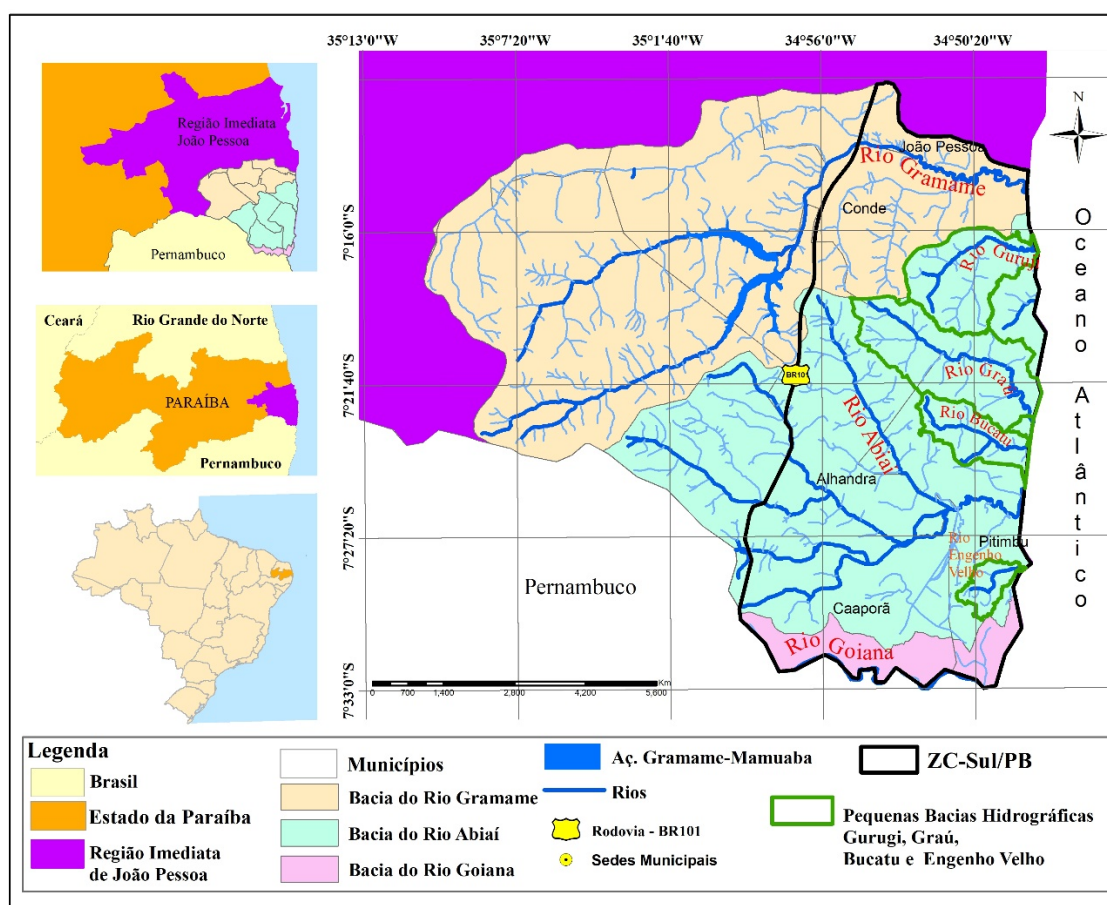 35°13'0"W
35°7'20"W
35°1'40"W
34°56'0"W
34°50'20"W
Região Imediata
João Pessoa
Pernambuco
Ceará
Rio Grande do Norte
PARAÍBA
Pernambuco
7°16'0"S
7°21'40"S
7°27'20"S
7°33'0"S
N
João Pessoa
Rio Gramame
Conde
Rio Gurují
BR101
Rio Graú
Rio Bucatu
Rio Abiaí
Alhandra
Pitimbu
Rio
Engenho
Velho
Pernambuco
Caaporã
Rio Goiana
Oceano Atlântico
0 700 1,400 2,800 4,200 5,600
Km
Legenda
Brasil
Estado da Paraíba
Região Imediata
de João Pessoa
Municípios
Bacia do Rio Gramame
Bacia do Rio Abiaí
Bacia do Rio Goiana
Aç. Gramame-Mamuaba
Rios
BR101
Rodovia - BR101
Sedes Municipais
ZC-Sul/PB
Pequenas Bacias Hidrográficas
Gurugi, Graú,
Bucatu e Engenho Velho